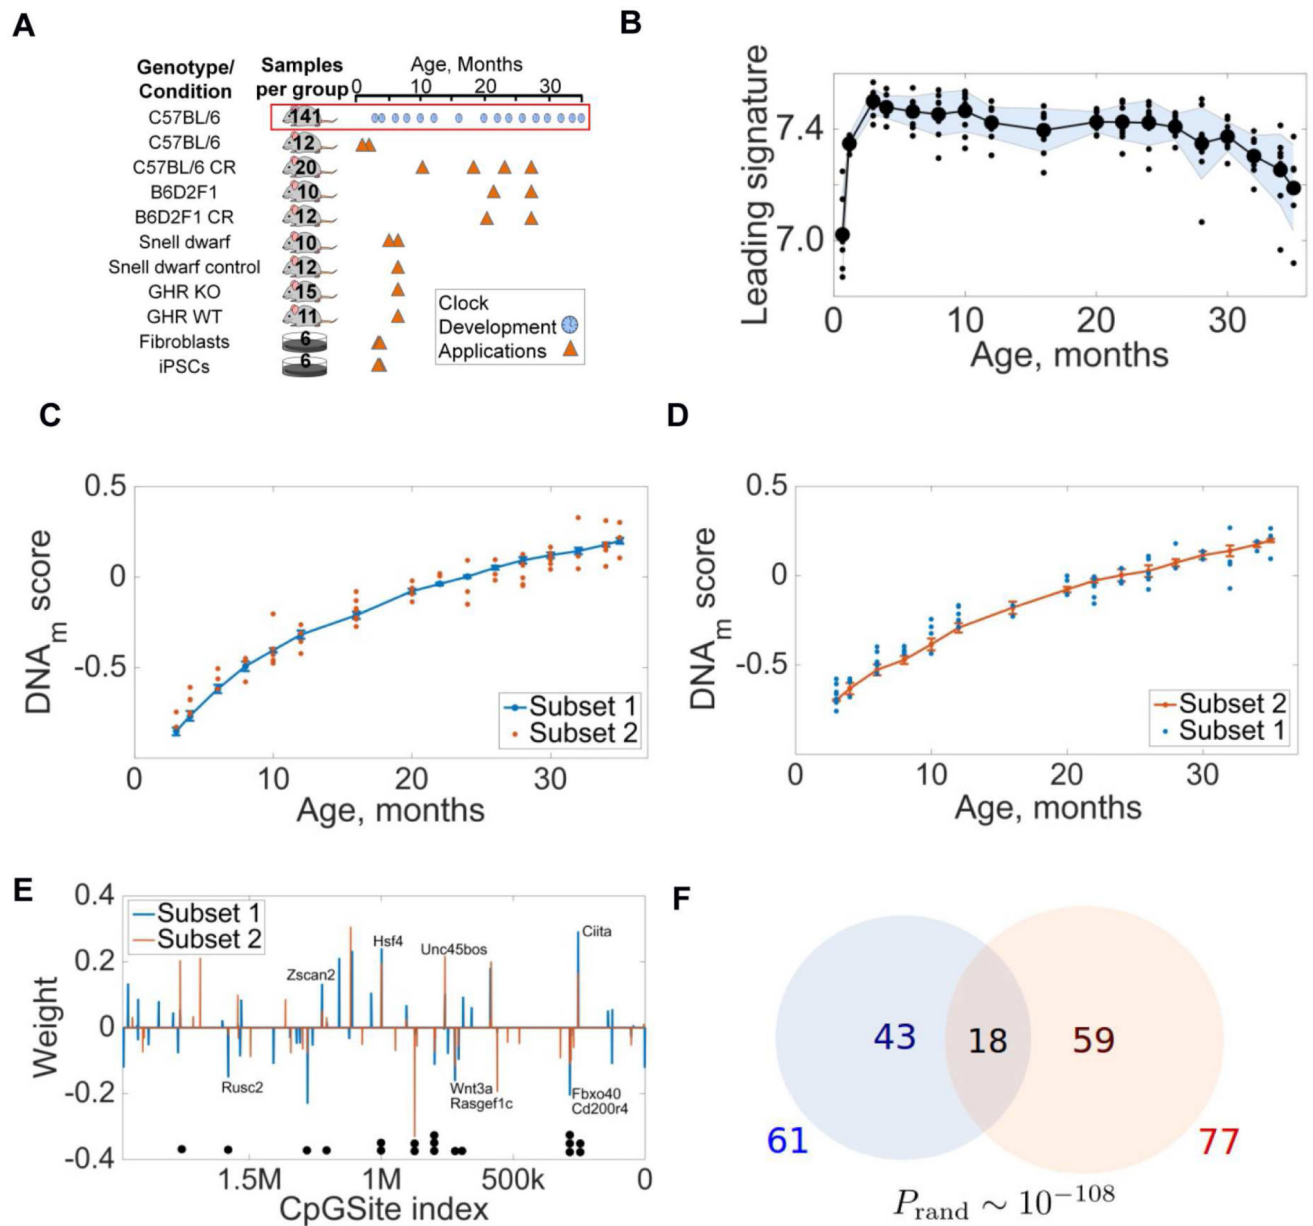 A
Genotype/ Condition
Samples per group
Age, Months
0 10 20 30
C57BL/6 141
C57BL/6 12
C57BL/6 CR 20
B6D2F1 10
B6D2F1 CR 12
Snell dwarf 10
Snell dwarf control 12
GHR KO 15
GHR WT 11
Fibroblasts 6
iPSCs 6
Clock
Development
Applications
B
Leading signature
7.4
7.0
0 10 20 30
Age, months
C
DNAm score
0.5
0
-0.5
0 10 20 30
Age, months
Subset 1
Subset 2
D
DNAm score
0.5
0
-0.5
0 10 20 30
Age, months
Subset 2
Subset 1
E
Weight
0.4
0.2
0
-0.2
-0.4
Subset 1
Subset 2
Zscan2
Hsf4
Unc45bos
Ciita
Rusc2
Wnt3a
Rasgef1c
Fbxo40
Cd200r4
1.5M 1M 500k 0
CpGSite index
F
43 18 59
61 77
Prand ~ 10−108